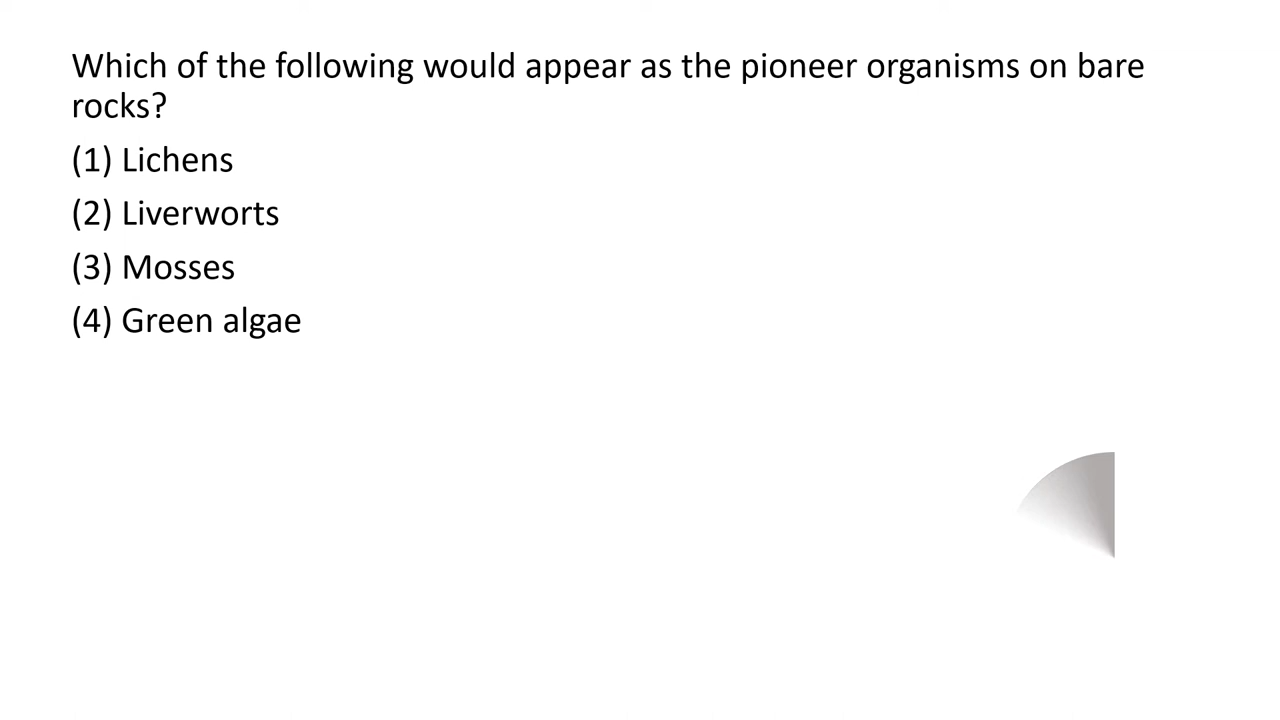 Which of the following would appear as the pioneer organisms on bare
rocks?
(1) Lichens
(2) Liverworts
(3) Mosses
(4) Green algae